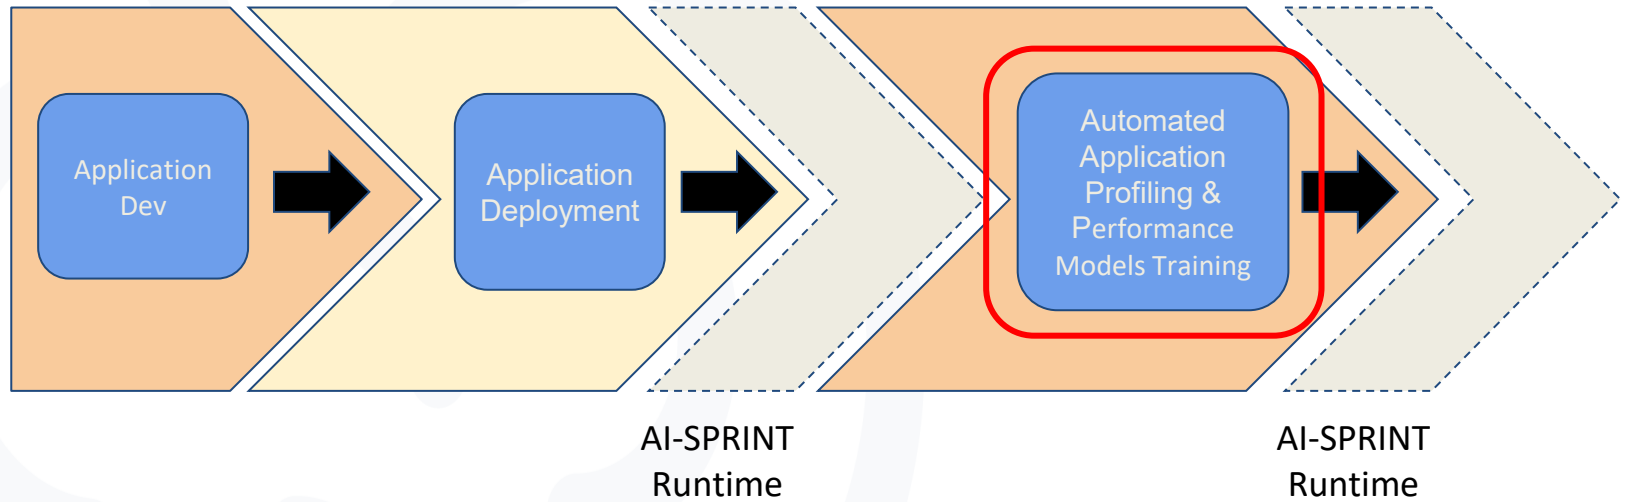 Application
Dev
Application
Deployment
Automated
Application
Profiling &
Performance
Models Training
AI-SPRINT
Runtime
AI-SPRINT
Runtime